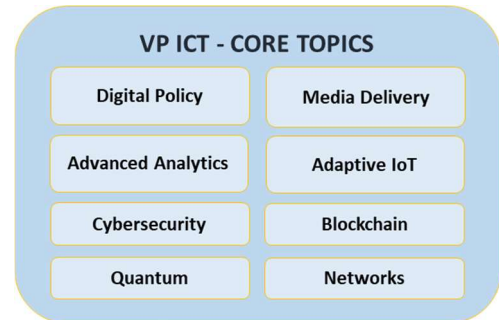 VP ICT - CORE TOPICS
Digital Policy
Media Delivery
Advanced Analytics
Adaptive IoT
Cybersecurity
Blockchain
Quantum
Networks